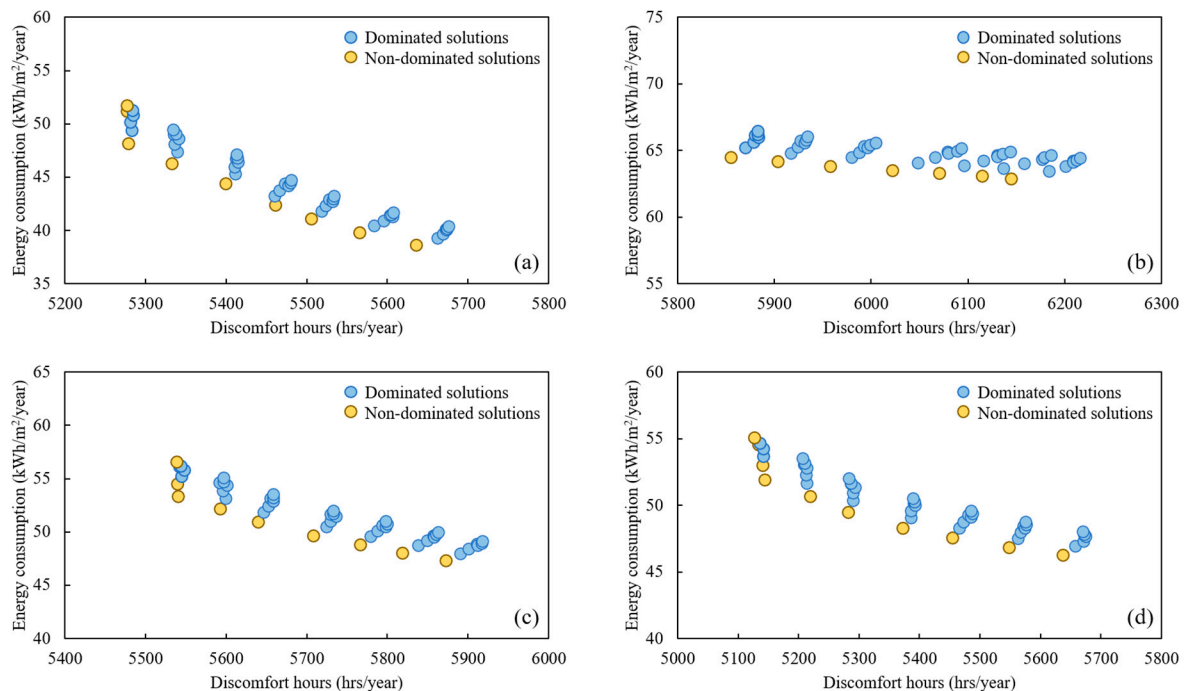 60
55
50
45
40
35
5200 5300 5400 5500 5600 5700 5800
Energy consumption (kWh/m²/year)
Discomfort hours (hrs/year)
Dominated solutions
Non-dominated solutions
(a)
75
70
65
60
55
5800 5900 6000 6100 6200 6300
Energy consumption (kWh/m²/year)
Discomfort hours (hrs/year)
Dominated solutions
Non-dominated solutions
(b)
65
60
55
50
45
40
5400 5500 5600 5700 5800 5900 6000
Energy consumption (kWh/m²/year)
Discomfort hours (hrs/year)
Dominated solutions
Non-dominated solutions
(c)
60
55
50
45
40
5000 5100 5200 5300 5400 5500 5600 5700 5800
Energy consumption (kWh/m²/year)
Discomfort hours (hrs/year)
Dominated solutions
Non-dominated solutions
(d)